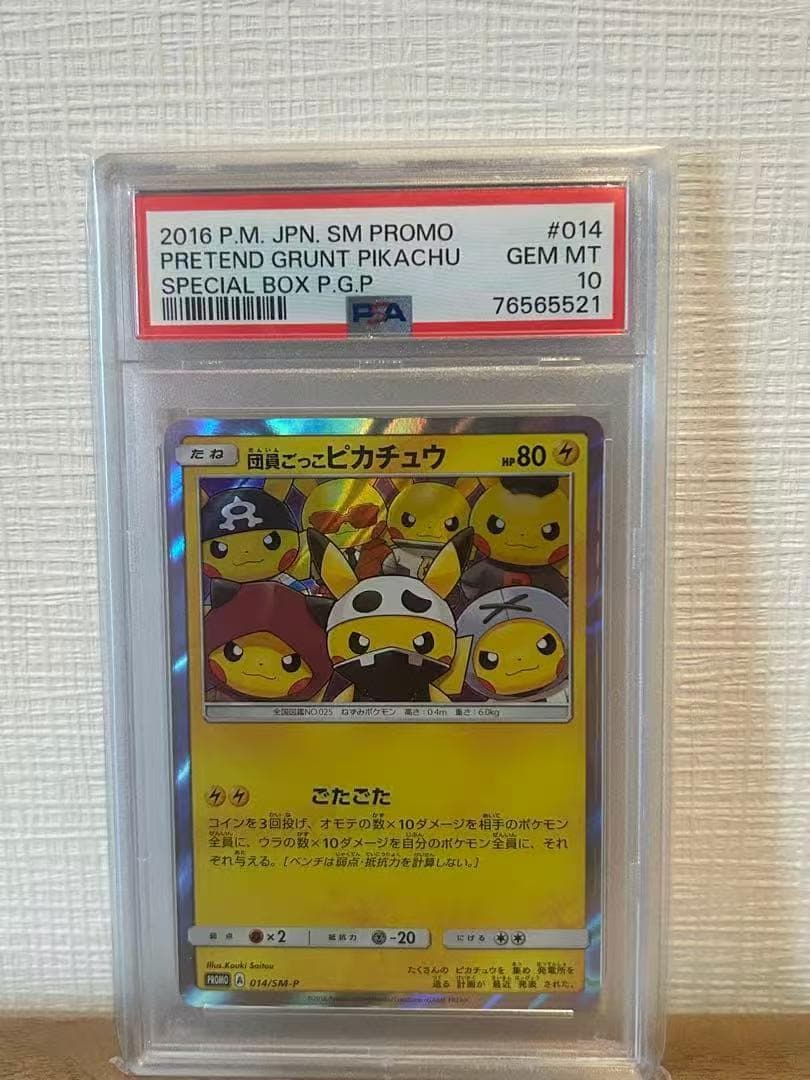 2016 P.M. JPN. SM PROMO #014
PRETEND GRUNT PIKACHU GEM MT
SPECIAL BOX P.G.P 10
PSA 76565521
たね 団員ごっこピカチュウ HP80
R
全国図鑑NO.025 ねずみポケモン 高さ:0.4m 重さ:6.0kg
ごたごた
コインを3回投げ、オモテの数×10ダメージを相手のポケモン
全員に、ウラの数×10ダメージを自分のポケモン全員に、それ
ぞれ与える。[ベンチは弱点・抵抗力を計算しない。]
弱点 ×2 抵抗力 -20 にげる
Illus.Kouki Saitou
PROMO A 014/SM-P
たくさんの ピカチュウを 集め 発電所を
造る 計画が 最近 発表 された。